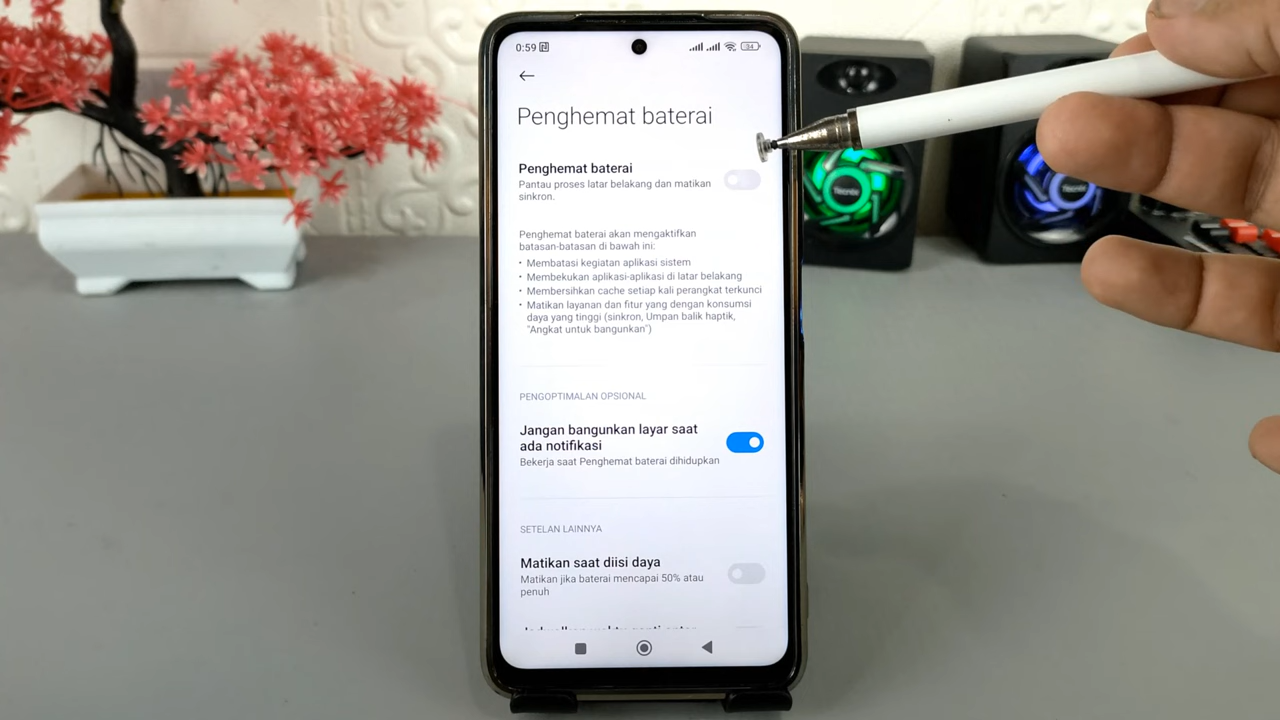 0:59
34
Penghemat baterai
Penghemat baterai
Pantau proses latar belakang dan matikan
sinkron.
Penghemat baterai akan mengaktifkan
batasan-batasan di bawah ini:
• Membatasi kegiatan aplikasi sistem
• Membekukan aplikasi-aplikasi di latar belakang
• Membersihkan cache setiap kali perangkat terkunci
• Matikan layanan dan fitur yang dengan konsumsi
daya yang tinggi (sinkron, Umpan balik haptik,
"Angkat untuk bangunkan")
PENGOPTIMALAN OPSIONAL
Jangan bangunkan layar saat
ada notifikasi
Bekerja saat Penghemat baterai dihidupkan
SETELAN LAINNYA
Matikan saat diisi daya
Matikan jika baterai mencapai 50% atau
penuh
Tecnix
Tecnix